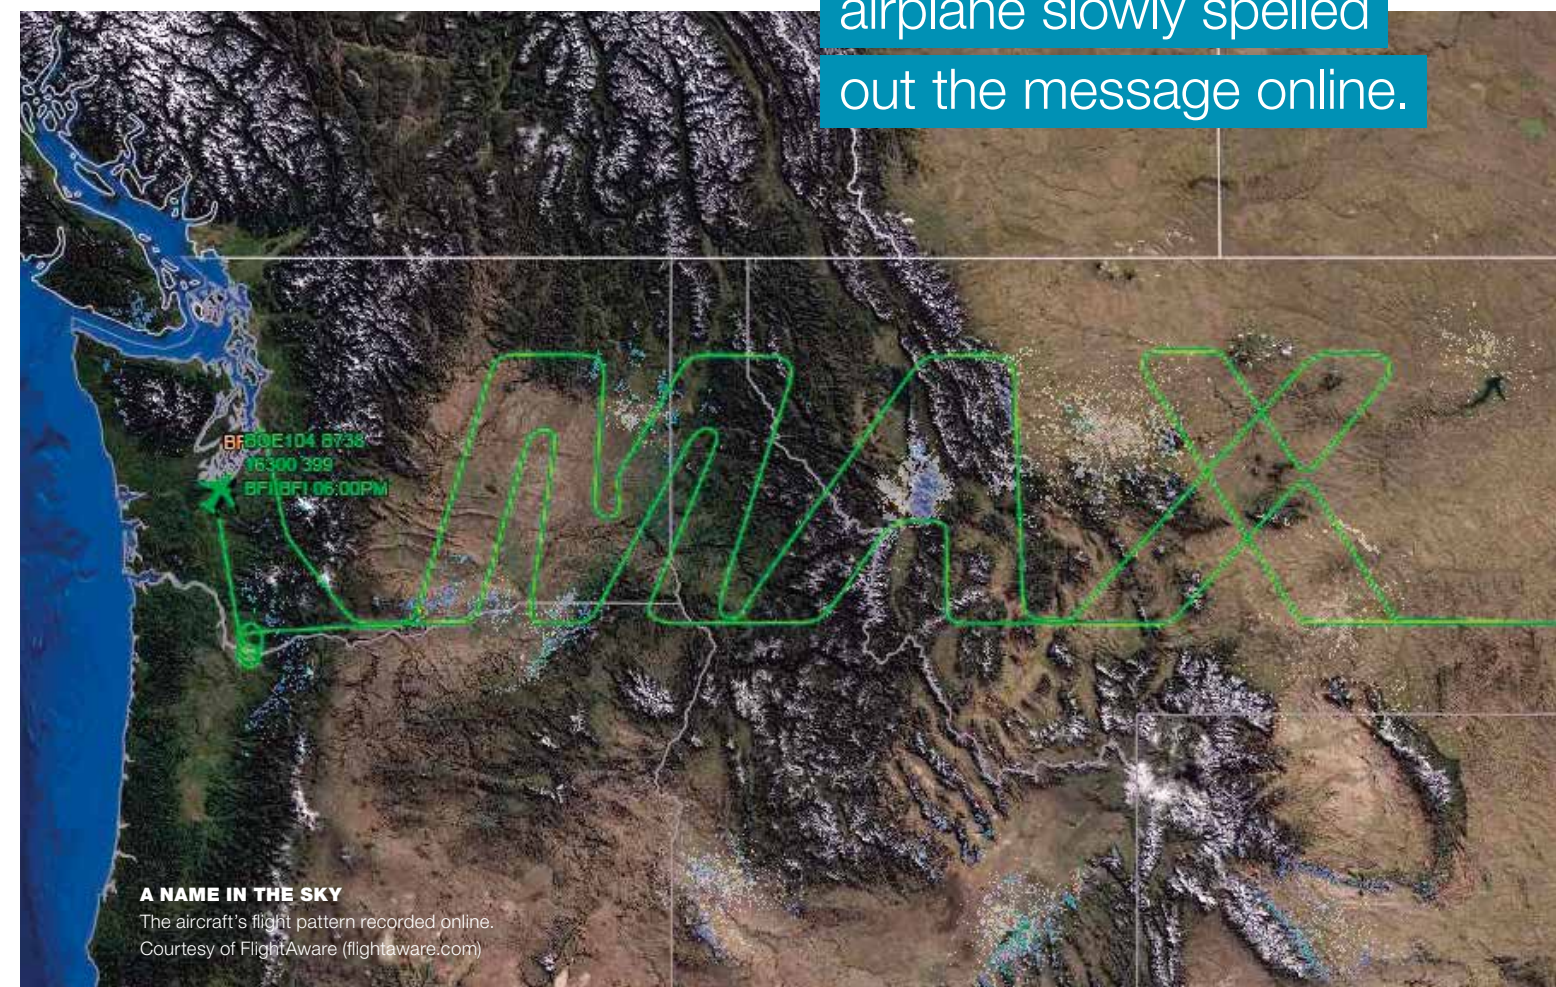 airplane slowly spelled
out the message online.
MAX
BOE104 B738
16300 399
BFI BFI 06:00PM
A NAME IN THE SKY
The aircraft's flight pattern recorded online.
Courtesy of FlightAware (flightaware.com)